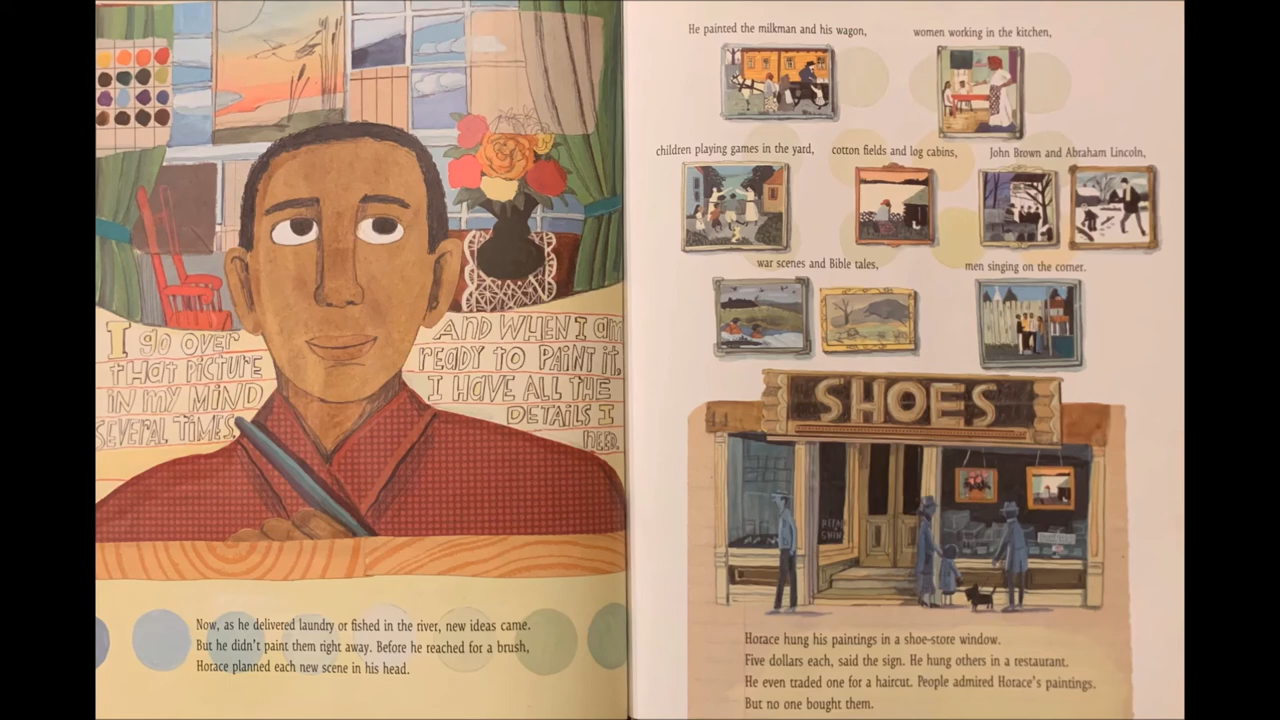 I go OVER
tHAt PICtURE
IN MY MIND
SEVERAL TIMES.
AND WHEN I AM
REAdY to PAINt It,
I HAVE ALL tHE
DETAILS I
NEED.
Now, as he delivered laundry or fished in the river, new ideas came.
But he didn't paint them right away. Before he reached for a brush,
Horace planned each new scene in his head.
He painted the milkman and his wagon,
women working in the kitchen,
children playing games in the yard,
cotton fields and log cabins,
John Brown and Abraham Lincoln,
war scenes and Bible tales,
men singing on the corner.
SHOES
Horace hung his paintings in a shoe-store window.
Five dollars each, said the sign. He hung others in a restaurant.
He even traded one for a haircut. People admired Horace's paintings.
But no one bought them.